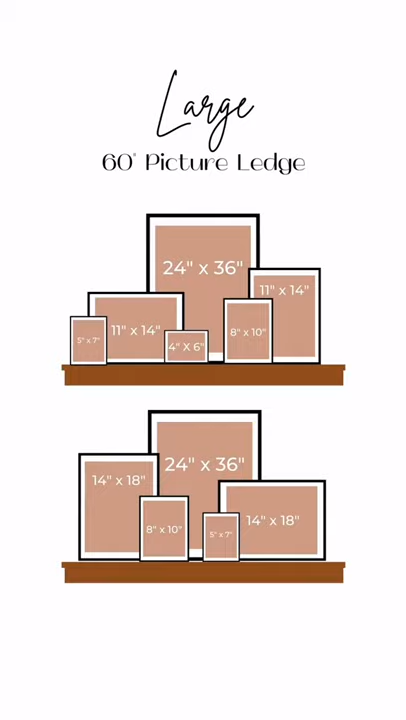 Large
60" Picture Ledge
24" x 36"
11" x 14"
11" x 14"
8" x 10"
5" x 7"
4" X 6"
24" x 36"
14" x 18"
14" x 18"
8" x 10"
5" x 7"